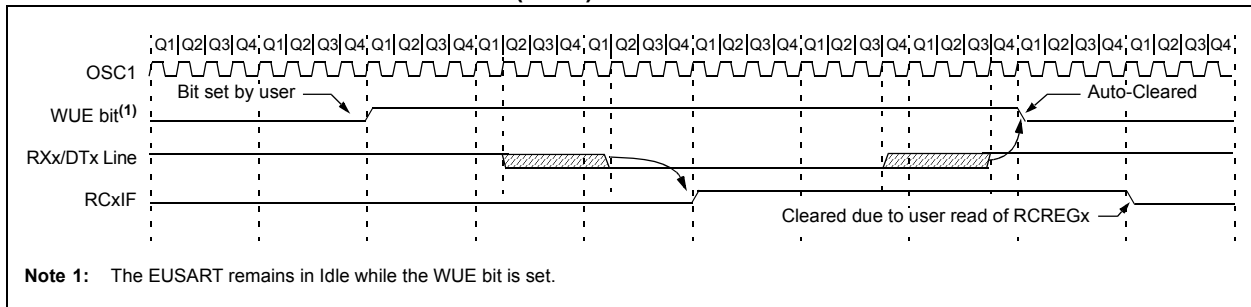 Q1 Q2 Q3 Q4 Q1 Q2 Q3 Q4 Q1 Q2 Q3 Q4 Q1 Q2 Q3 Q4 Q1 Q2 Q3 Q4 Q1 Q2 Q3 Q4 Q1 Q2 Q3 Q4 Q1 Q2 Q3 Q4 Q1 Q2 Q3 Q4 Q1 Q2 Q3 Q4
OSC1
Bit set by user
Auto-Cleared
WUE bit(1)
RXx/DTx Line
RCxIF
Cleared due to user read of RCREGx
Note 1: The EUSART remains in Idle while the WUE bit is set.